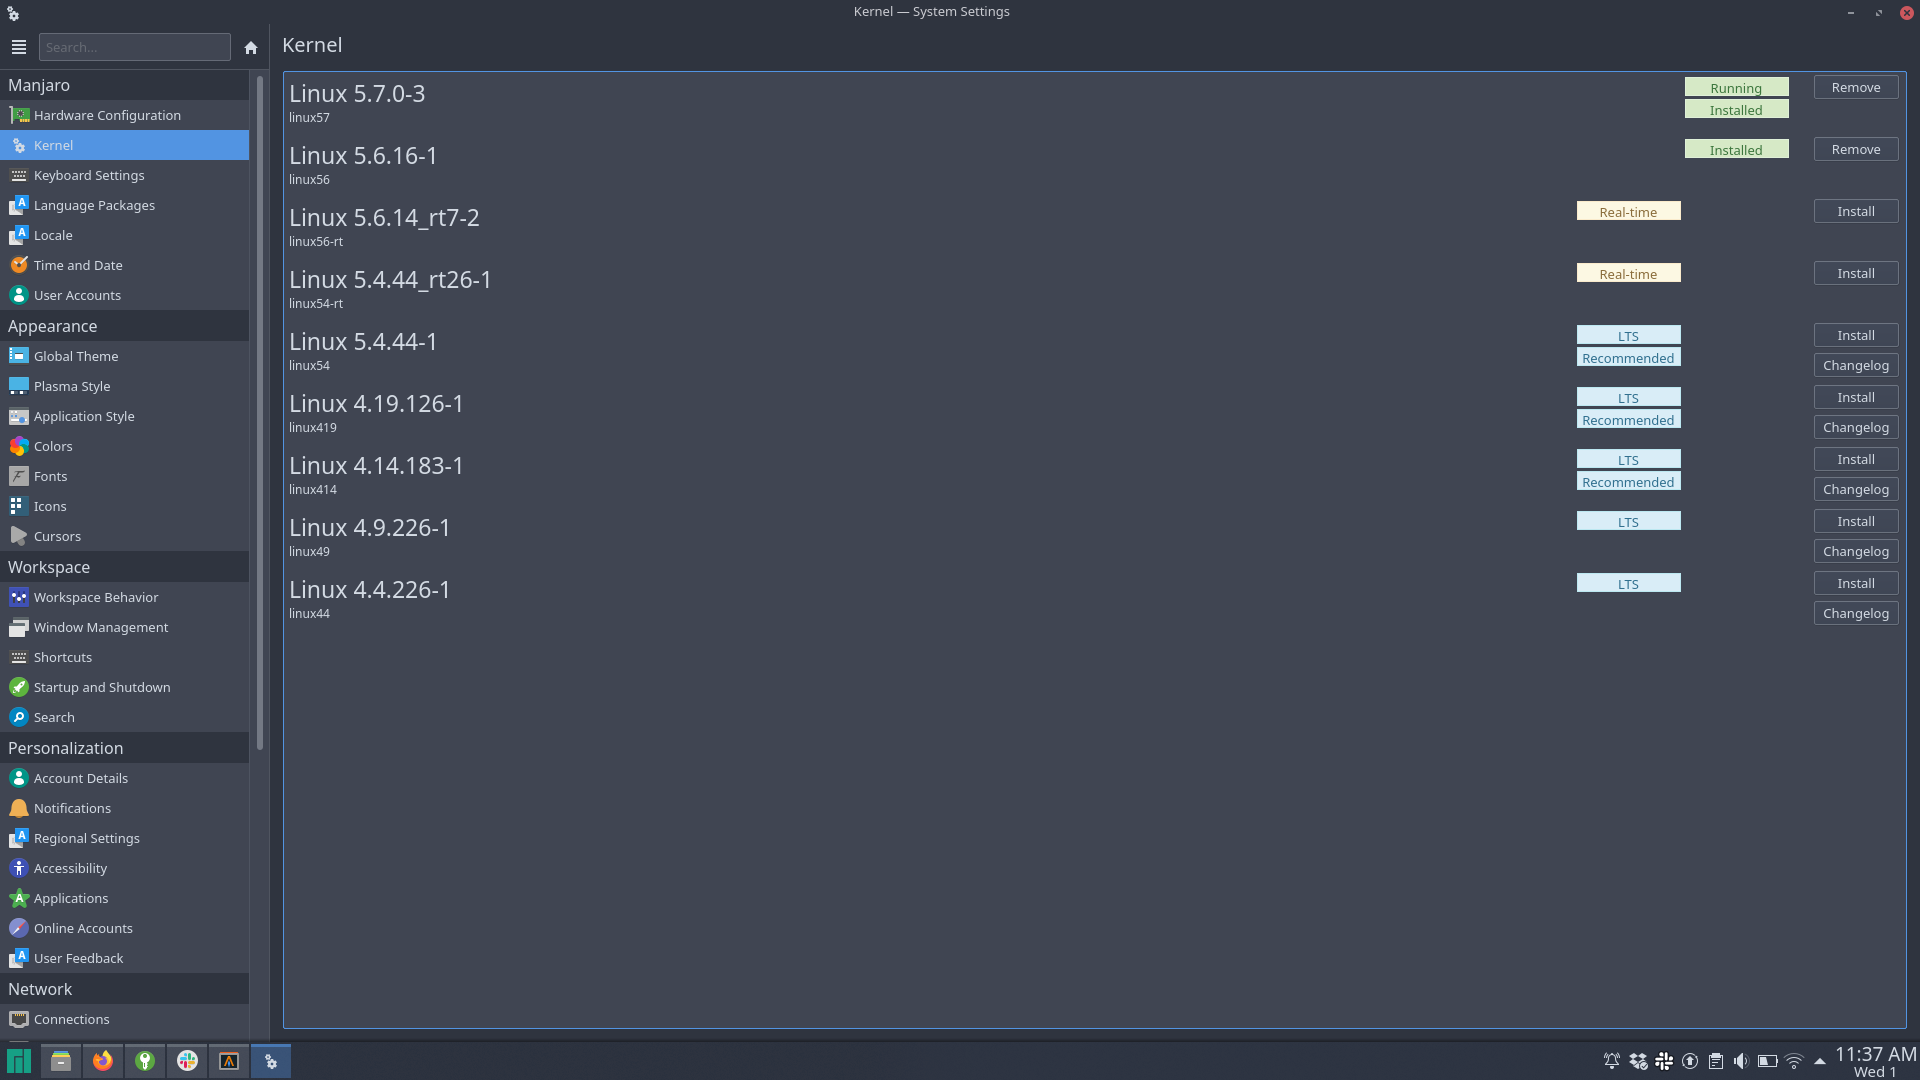 Kernel — System Settings
Search...
Kernel
Manjaro
Hardware Configuration
Kernel
Keyboard Settings
Language Packages
Locale
Time and Date
User Accounts
Appearance
Global Theme
Plasma Style
Application Style
Colors
Fonts
Icons
Cursors
Workspace
Workspace Behavior
Window Management
Shortcuts
Startup and Shutdown
Search
Personalization
Account Details
Notifications
Regional Settings
Accessibility
Applications
Online Accounts
User Feedback
Network
Connections
Linux 5.7.0-3
linux57
Running
Installed
Remove
Linux 5.6.16-1
linux56
Installed
Remove
Linux 5.6.14_rt7-2
linux56-rt
Real-time
Install
Linux 5.4.44_rt26-1
linux54-rt
Real-time
Install
Linux 5.4.44-1
linux54
LTS
Recommended
Install
Changelog
Linux 4.19.126-1
linux419
LTS
Recommended
Install
Changelog
Linux 4.14.183-1
linux414
LTS
Recommended
Install
Changelog
Linux 4.9.226-1
linux49
LTS
Install
Changelog
Linux 4.4.226-1
linux44
LTS
Install
Changelog
11:37 AM
Wed 1